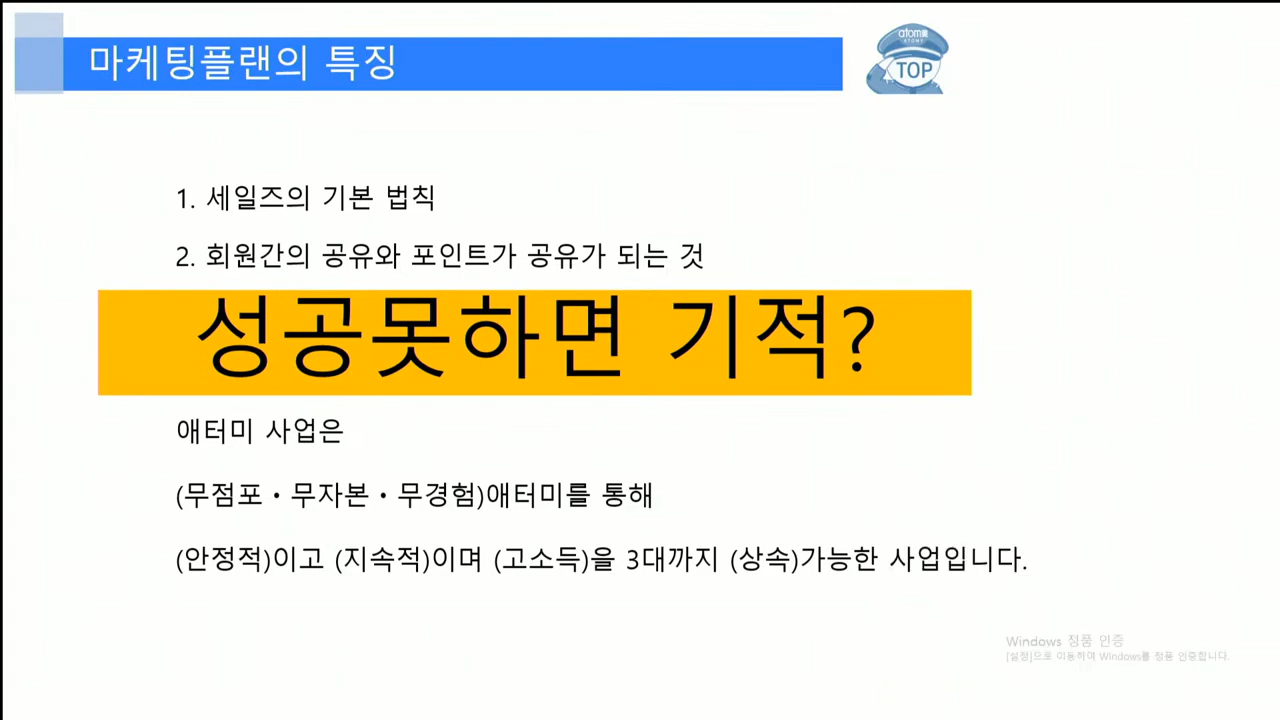 마케팅플랜의 특징
atom美
ATOMY
TOP
1. 세일즈의 기본 법칙
2. 회원간의 공유와 포인트가 공유가 되는 것
성공못하면 기적?
애터미 사업은
(무점포・무자본・무경험)애터미를 통해
(안정적)이고 (지속적)이며 (고소득)을 3대까지 (상속)가능한 사업입니다.
Windows 정품 인증
[설정]으로 이동하여 Windows를 정품 인증합니다.